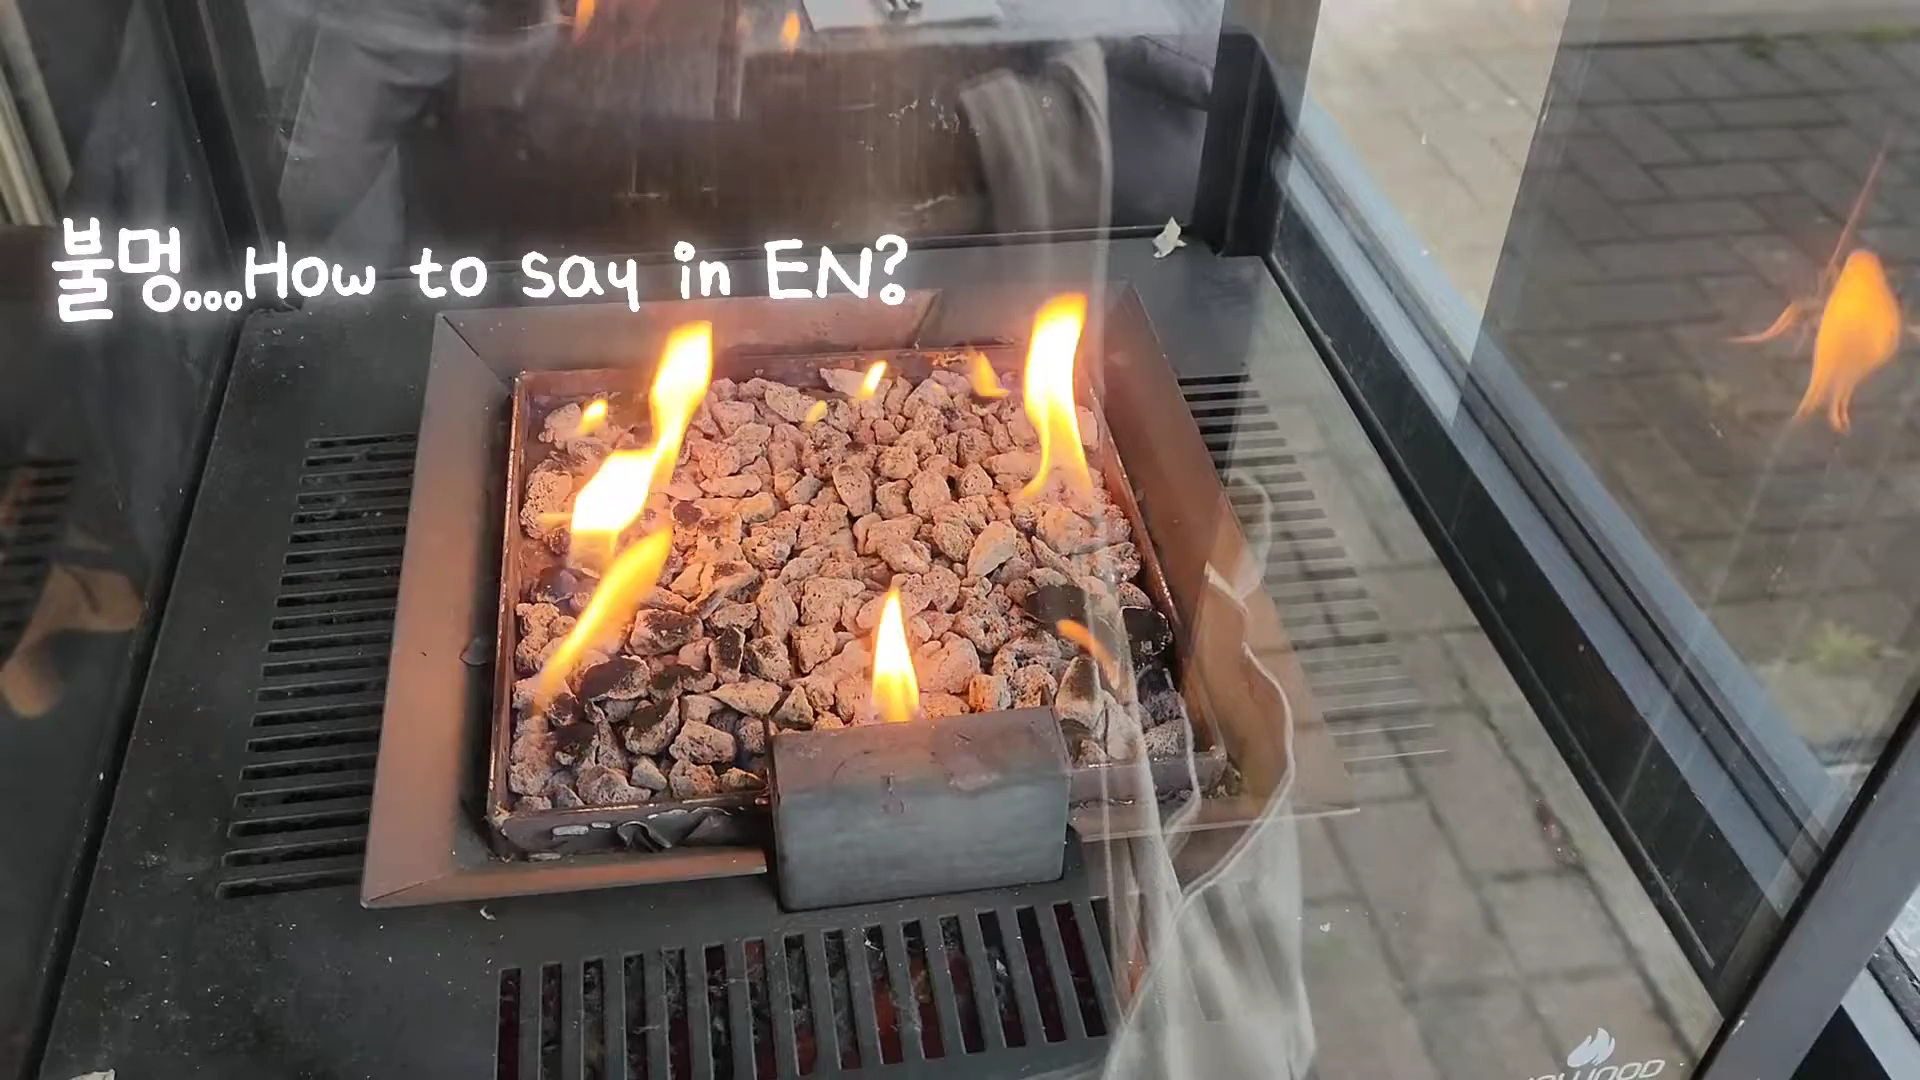 불멍...How to say in EN?